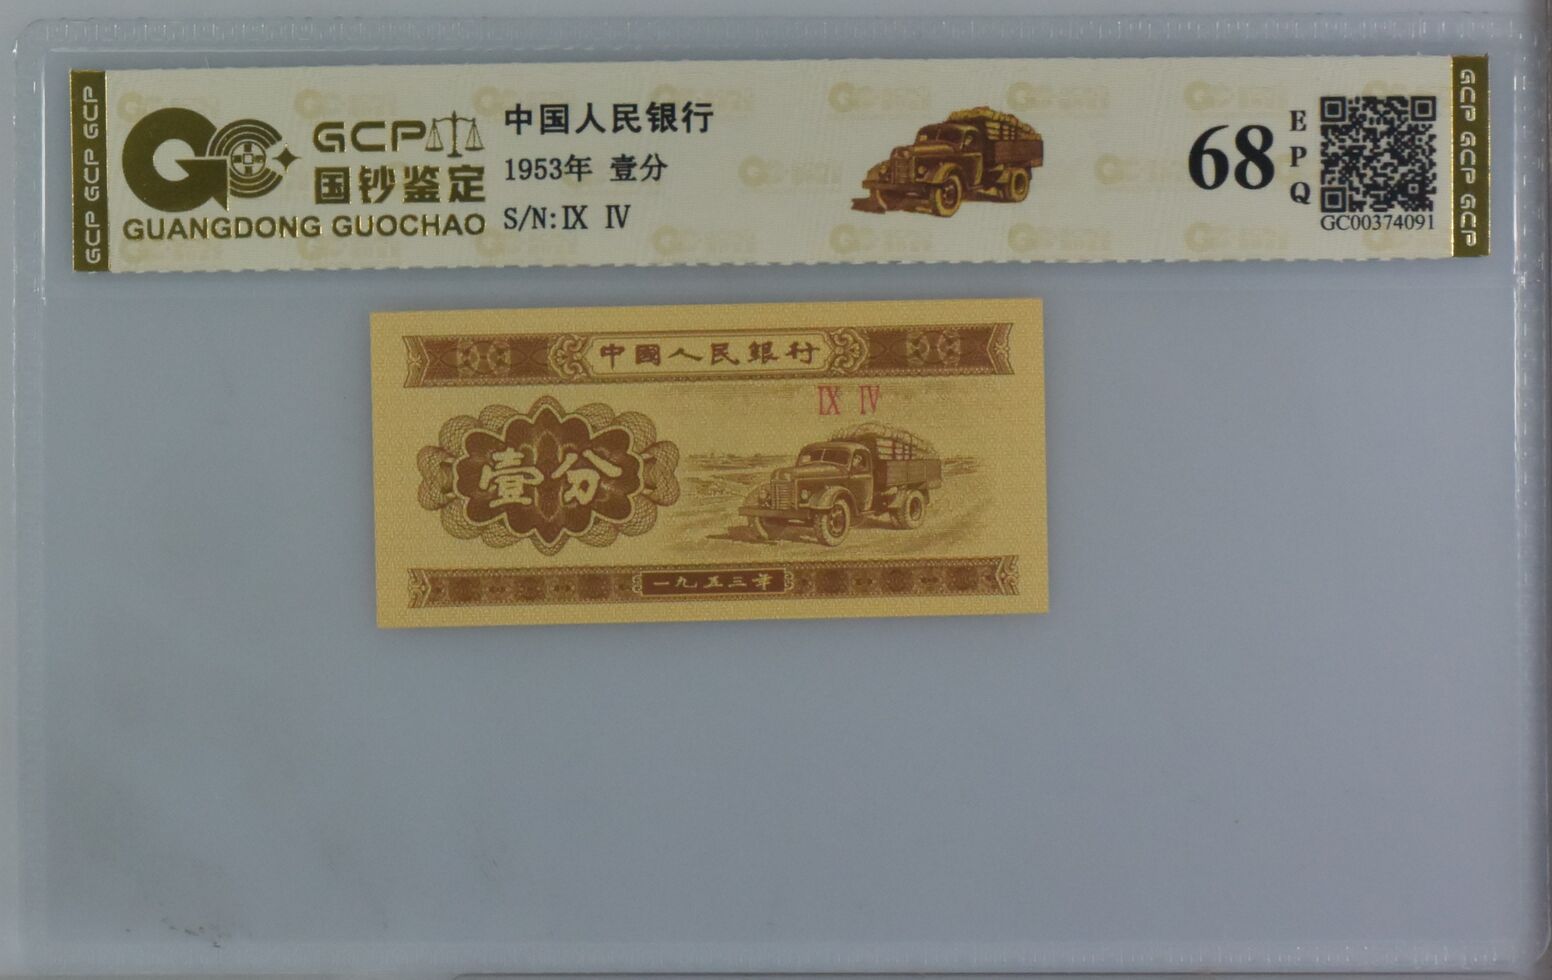 GCP GCP GCP
GCP
国钞鉴定
GUANGDONG GUOCHAO
中国人民银行
1953年 壹分
S/N:Ⅸ Ⅳ
68
E
P
Q
GC00374091
GCP GCP GCP
中國人民銀行
Ⅸ Ⅳ
壹分
一九五三年